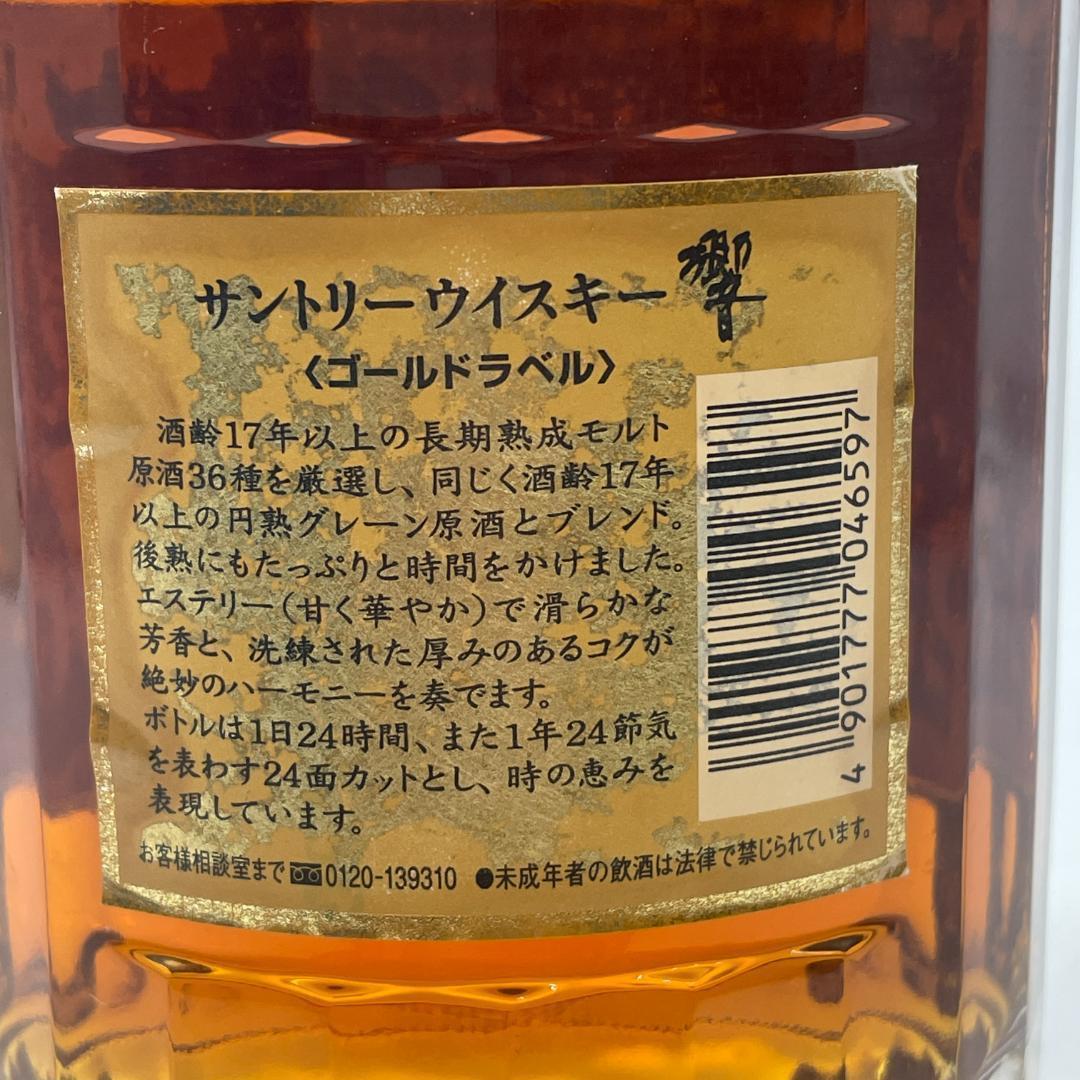 サントリーウイスキー 響
〈ゴールドラベル〉
酒齢17年以上の長期熟成モルト
原酒36種を厳選し、同じく酒齢17年
以上の円熟グレーン原酒とブレンド。
後熟にもたっぷりと時間をかけました。
エステリー(甘く華やか)で滑らかな
芳香と、洗練された厚みのあるコクが
絶妙のハーモニーを奏でます。
ボトルは1日24時間、また1年24節気
を表わす24面カットとし、時の恵みを
表現しています。
お客様相談室まで 0120-139310 ●未成年者の飲酒は法律で禁じられています。
4 901777 046597